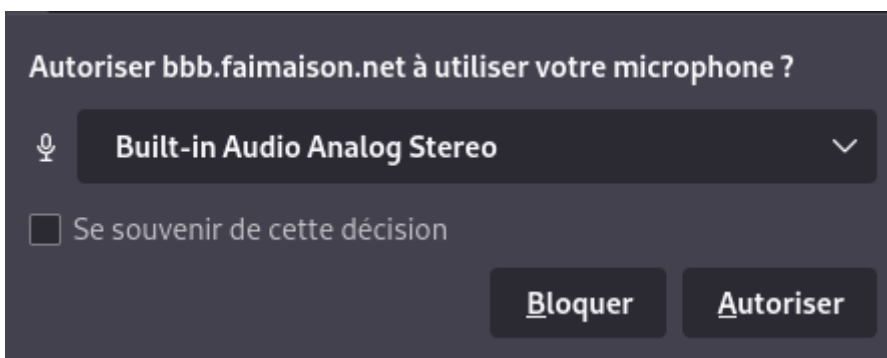 Autoriser bbb.faimaison.net à utiliser votre microphone ?
Built-in Audio Analog Stereo
Se souvenir de cette décision
Bloquer Autoriser